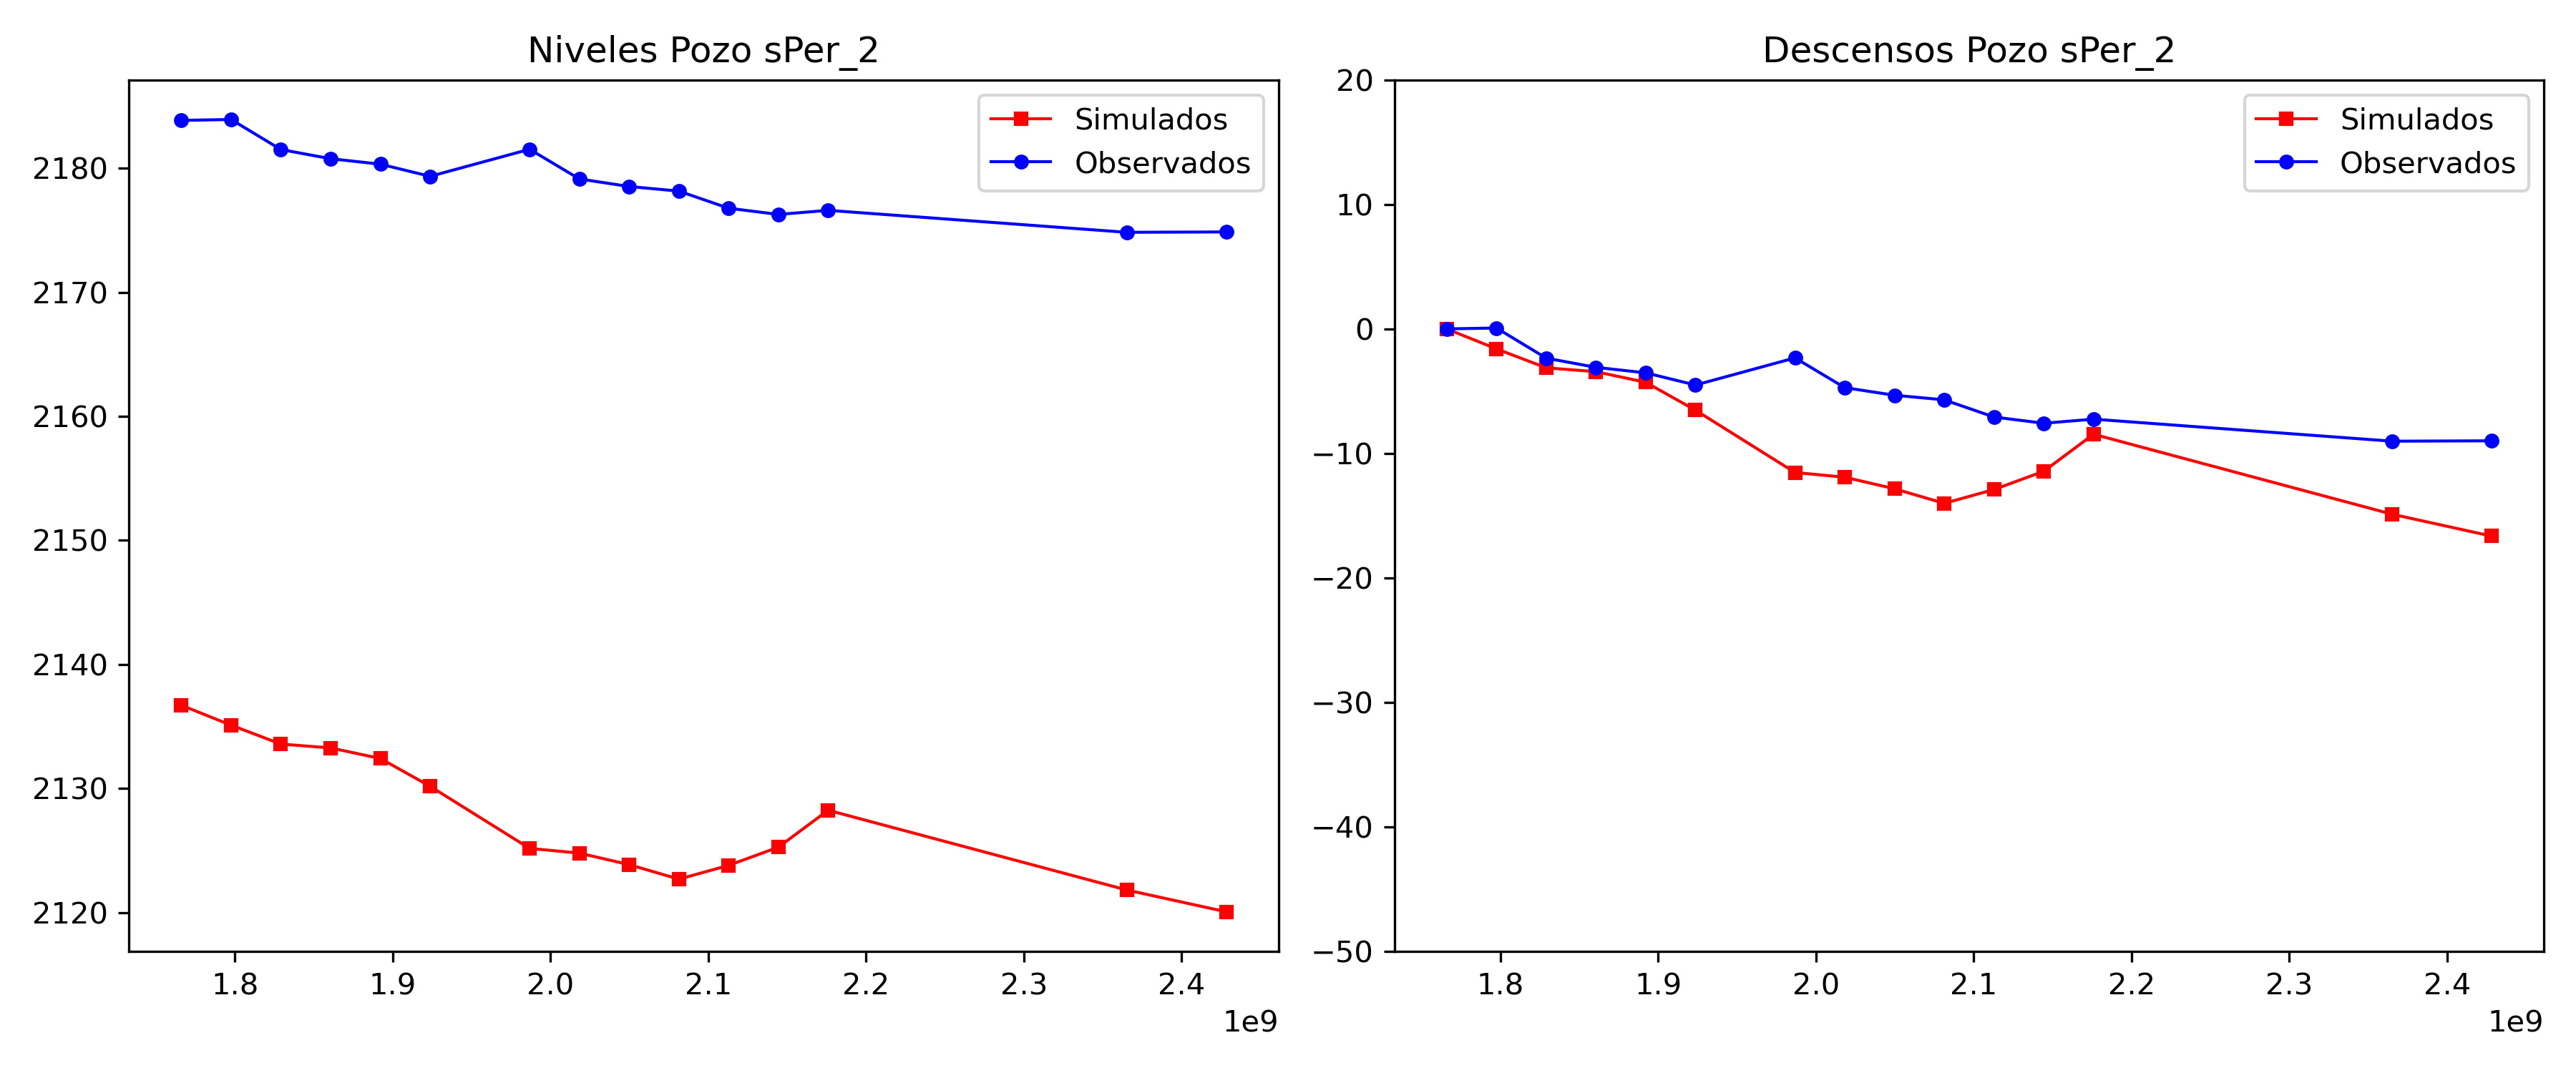 Niveles Pozo sPer_2
Simulados
Observados
2180
2170
2160
2150
2140
2130
2120
1.8 1.9 2.0 2.1 2.2 2.3 2.4
1e9
Descensos Pozo sPer_2
Simulados
Observados
20
10
0
−10
−20
−30
−40
−50
1.8 1.9 2.0 2.1 2.2 2.3 2.4
1e9